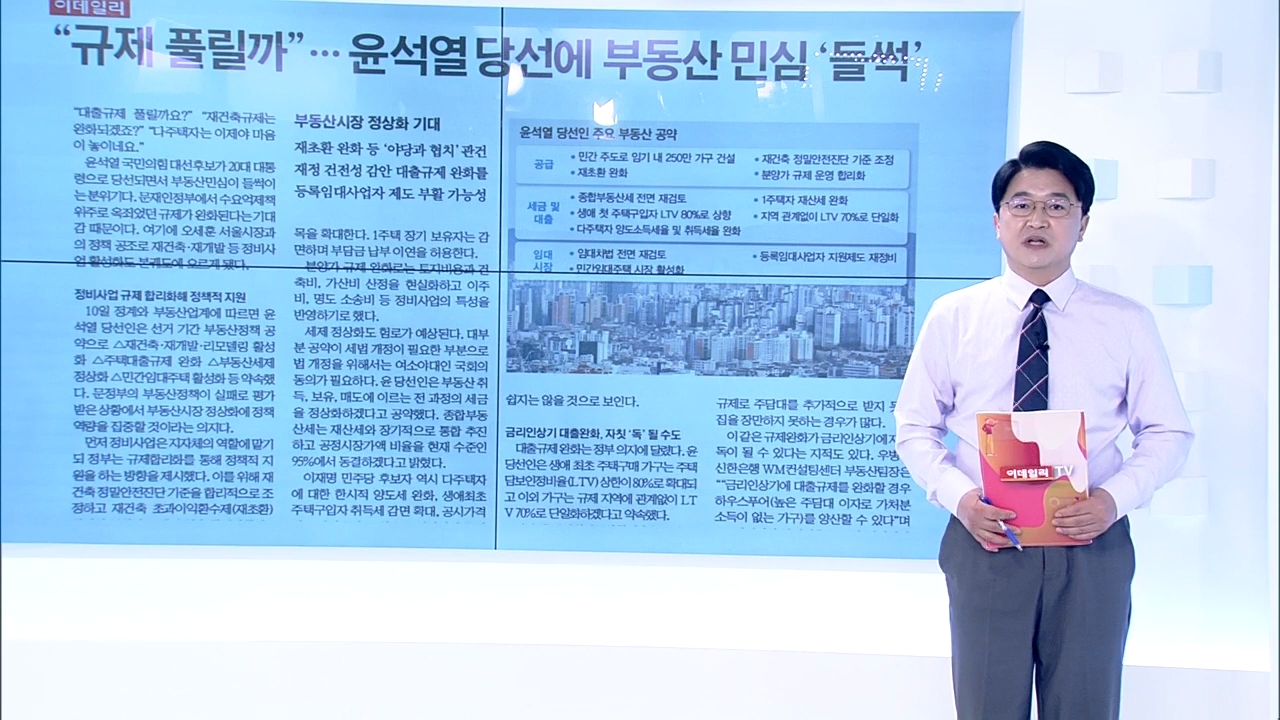 이데일리
“규제 풀릴까”… 윤석열 당선에 부동산 민심 ‘들썩’
“대출규제 풀릴까요?” “재건축규제는
완화되겠죠?” “다주택자는 이제야 마음
이 놓이네요.”
윤석열 국민의힘 대선후보가 20대 대통
령으로 당선되면서 부동산민심이 들썩이
는 분위기다. 문재인정부에서 수요억제책
위주로 옥죄었던 규제가 완화된다는 기대
감 때문이다. 여기에 오세훈 서울시장과
의 정책 공조로 재건축·재개발 등 정비사
업 활성화도 본궤도에 오르게 됐다.
정비사업 규제 합리화해 정책적 지원
10일 정계와 부동산업계에 따르면 윤
석열 당선인은 선거 기간 부동산정책 공
약으로 △재건축·재개발·리모델링 활성
화 △주택대출규제 완화 △부동산세제
정상화 △민간임대주택 활성화 등 약속했
다. 문정부의 부동산정책이 실패로 평가
받은 상황에서 부동산시장 정상화에 정책
역량을 집중할 것이라는 의지다.
먼저 정비사업은 지자체의 역할에 맡기
되 정부는 규제합리화를 통해 정책적 지
원을 하는 방향을 제시했다. 이를 위해 재
건축 정밀안전진단 기준을 합리적으로 조
정하고 재건축 초과이익환수제(재초환)
부동산시장 정상화 기대
재초환 완화 등 ‘야당과 협치’ 관건
재정 건전성 감안 대출규제 완화를
등록임대사업자 제도 부활 가능성
목을 확대한다. 1주택 장기 보유자는 감
면하며 부담금 납부 이연을 허용한다.
분양가 규제 완화로는 토지비용과 건
축비, 가산비 산정을 현실화하고 이주
비, 명도 소송비 등 정비사업의 특성을
반영하기로 했다.
세제 정상화도 험로가 예상된다. 대부
분 공약이 세법 개정이 필요한 부분으로
법 개정을 위해서는 여소야대인 국회의
동의가 필요하다. 윤 당선인은 부동산 취
득, 보유, 매도에 이르는 전 과정의 세금
을 정상화하겠다고 공약했다. 종합부동
산세는 재산세와 장기적으로 통합 추진
하고 공정시장가액 비율을 현재 수준인
95%에서 동결하겠다고 밝혔다.
민주당 후보자 역시 다주택자
에 대한 한시적 양도세 완화, 생애최초
주택구입자 취득세 감면 확대, 공시가격
윤석열 당선인 주요 부동산 공약
공급
• 민간 주도로 임기 내 250만 가구 건설
• 재건축 정밀안전진단 기준 조정
• 재초환 완화
• 분양가 규제 운영 합리화
세금 및
대출
• 종합부동산세 전면 재검토
• 1주택자 재산세 완화
• 생애 첫 주택구입자 LTV 80%로 상향
• 지역 관계없이 LTV 70%로 단일화
• 다주택자 양도소득세율 및 취득세율 완화
임대
시장
• 임대차법 전면 재검토
• 등록임대사업자 지원제도 재정비
• 민간임대주택 시장 활성화
쉽지는 않을 것으로 보인다.
금리인상기 대출완화, 자칫 ‘독’ 될 수도
대출규제 완화는 정부 의지에 달렸다. 윤
당선인은 생애 최초 주택구매 가구는 주택
담보인정비율(LTV) 상한이 80%로 확대되
고 이외 가구는 규제 지역에 관계없이 LT
V 70%로 단일화하겠다고 약속했다.
규제로 주담대를 추가적으로 받지 못
집을 장만하지 못하는 경우가 많다.
이같은 규제완화가 금리인상기에 자
독이 될 수 있다는 지적도 있다. 우병
신한은행 WM컨설팅센터 부동산팀장은
“금리인상기에 대출규제를 완화할 경우
하우스푸어(높은 주담대 이자로 가처분
소득이 없는 가구)를 양산할 수 있다”며
이데일리 TV